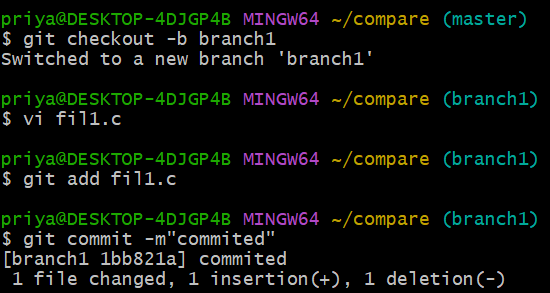 priya@DESKTOP-4DJGP4B MINGW64 ~/compare (master)
$ git checkout -b branch1
Switched to a new branch 'branch1'
priya@DESKTOP-4DJGP4B MINGW64 ~/compare (branch1)
$ vi fil1.c
priya@DESKTOP-4DJGP4B MINGW64 ~/compare (branch1)
$ git add fil1.c
priya@DESKTOP-4DJGP4B MINGW64 ~/compare (branch1)
$ git commit -m"commited"
[branch1 1bb821a] commited
1 file changed, 1 insertion(+), 1 deletion(-)